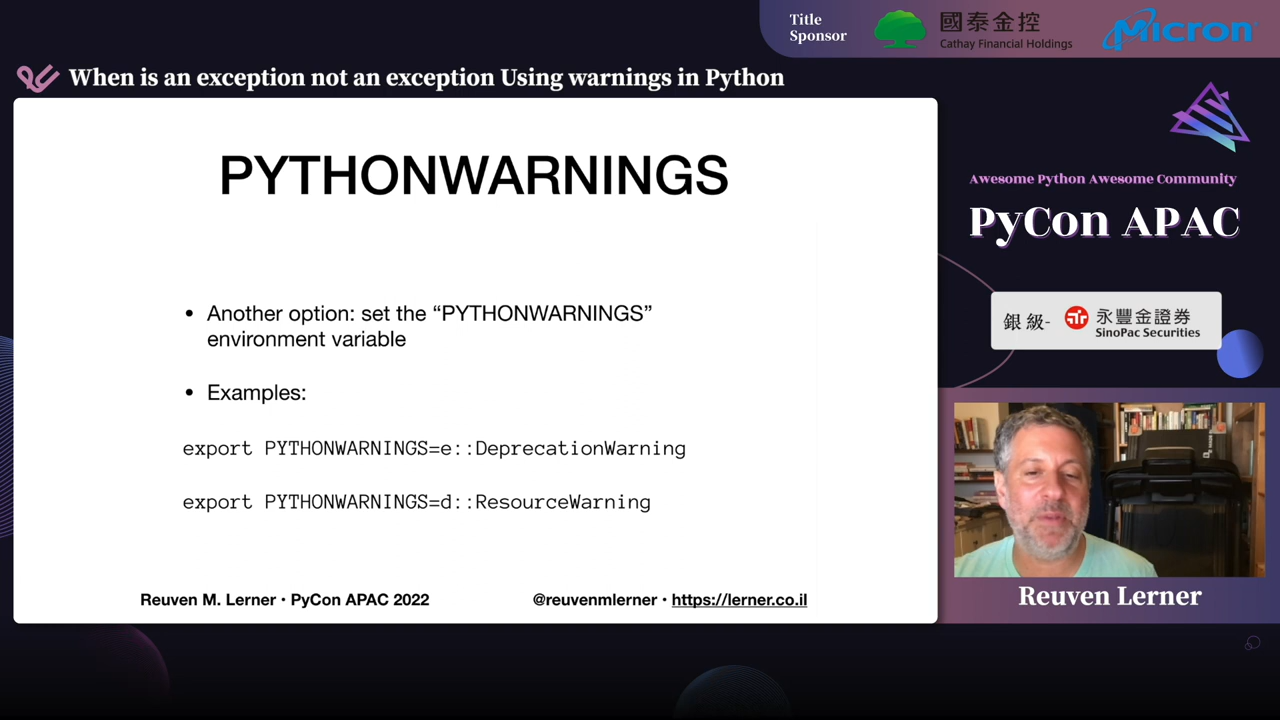 Title
Sponsor
國泰金控
Cathay Financial Holdings
Micron
When is an exception not an exception Using warnings in Python
PYTHONWARNINGS
• Another option: set the “PYTHONWARNINGS”
environment variable
• Examples:
export PYTHONWARNINGS=e::DeprecationWarning
export PYTHONWARNINGS=d::ResourceWarning
Reuven M. Lerner • PyCon APAC 2022
@reuvenmlerner • https://lerner.co.il
Awesome Python Awesome Community
PyCon APAC
銀級-
永豐金證券
SinoPac Securities
Reuven Lerner